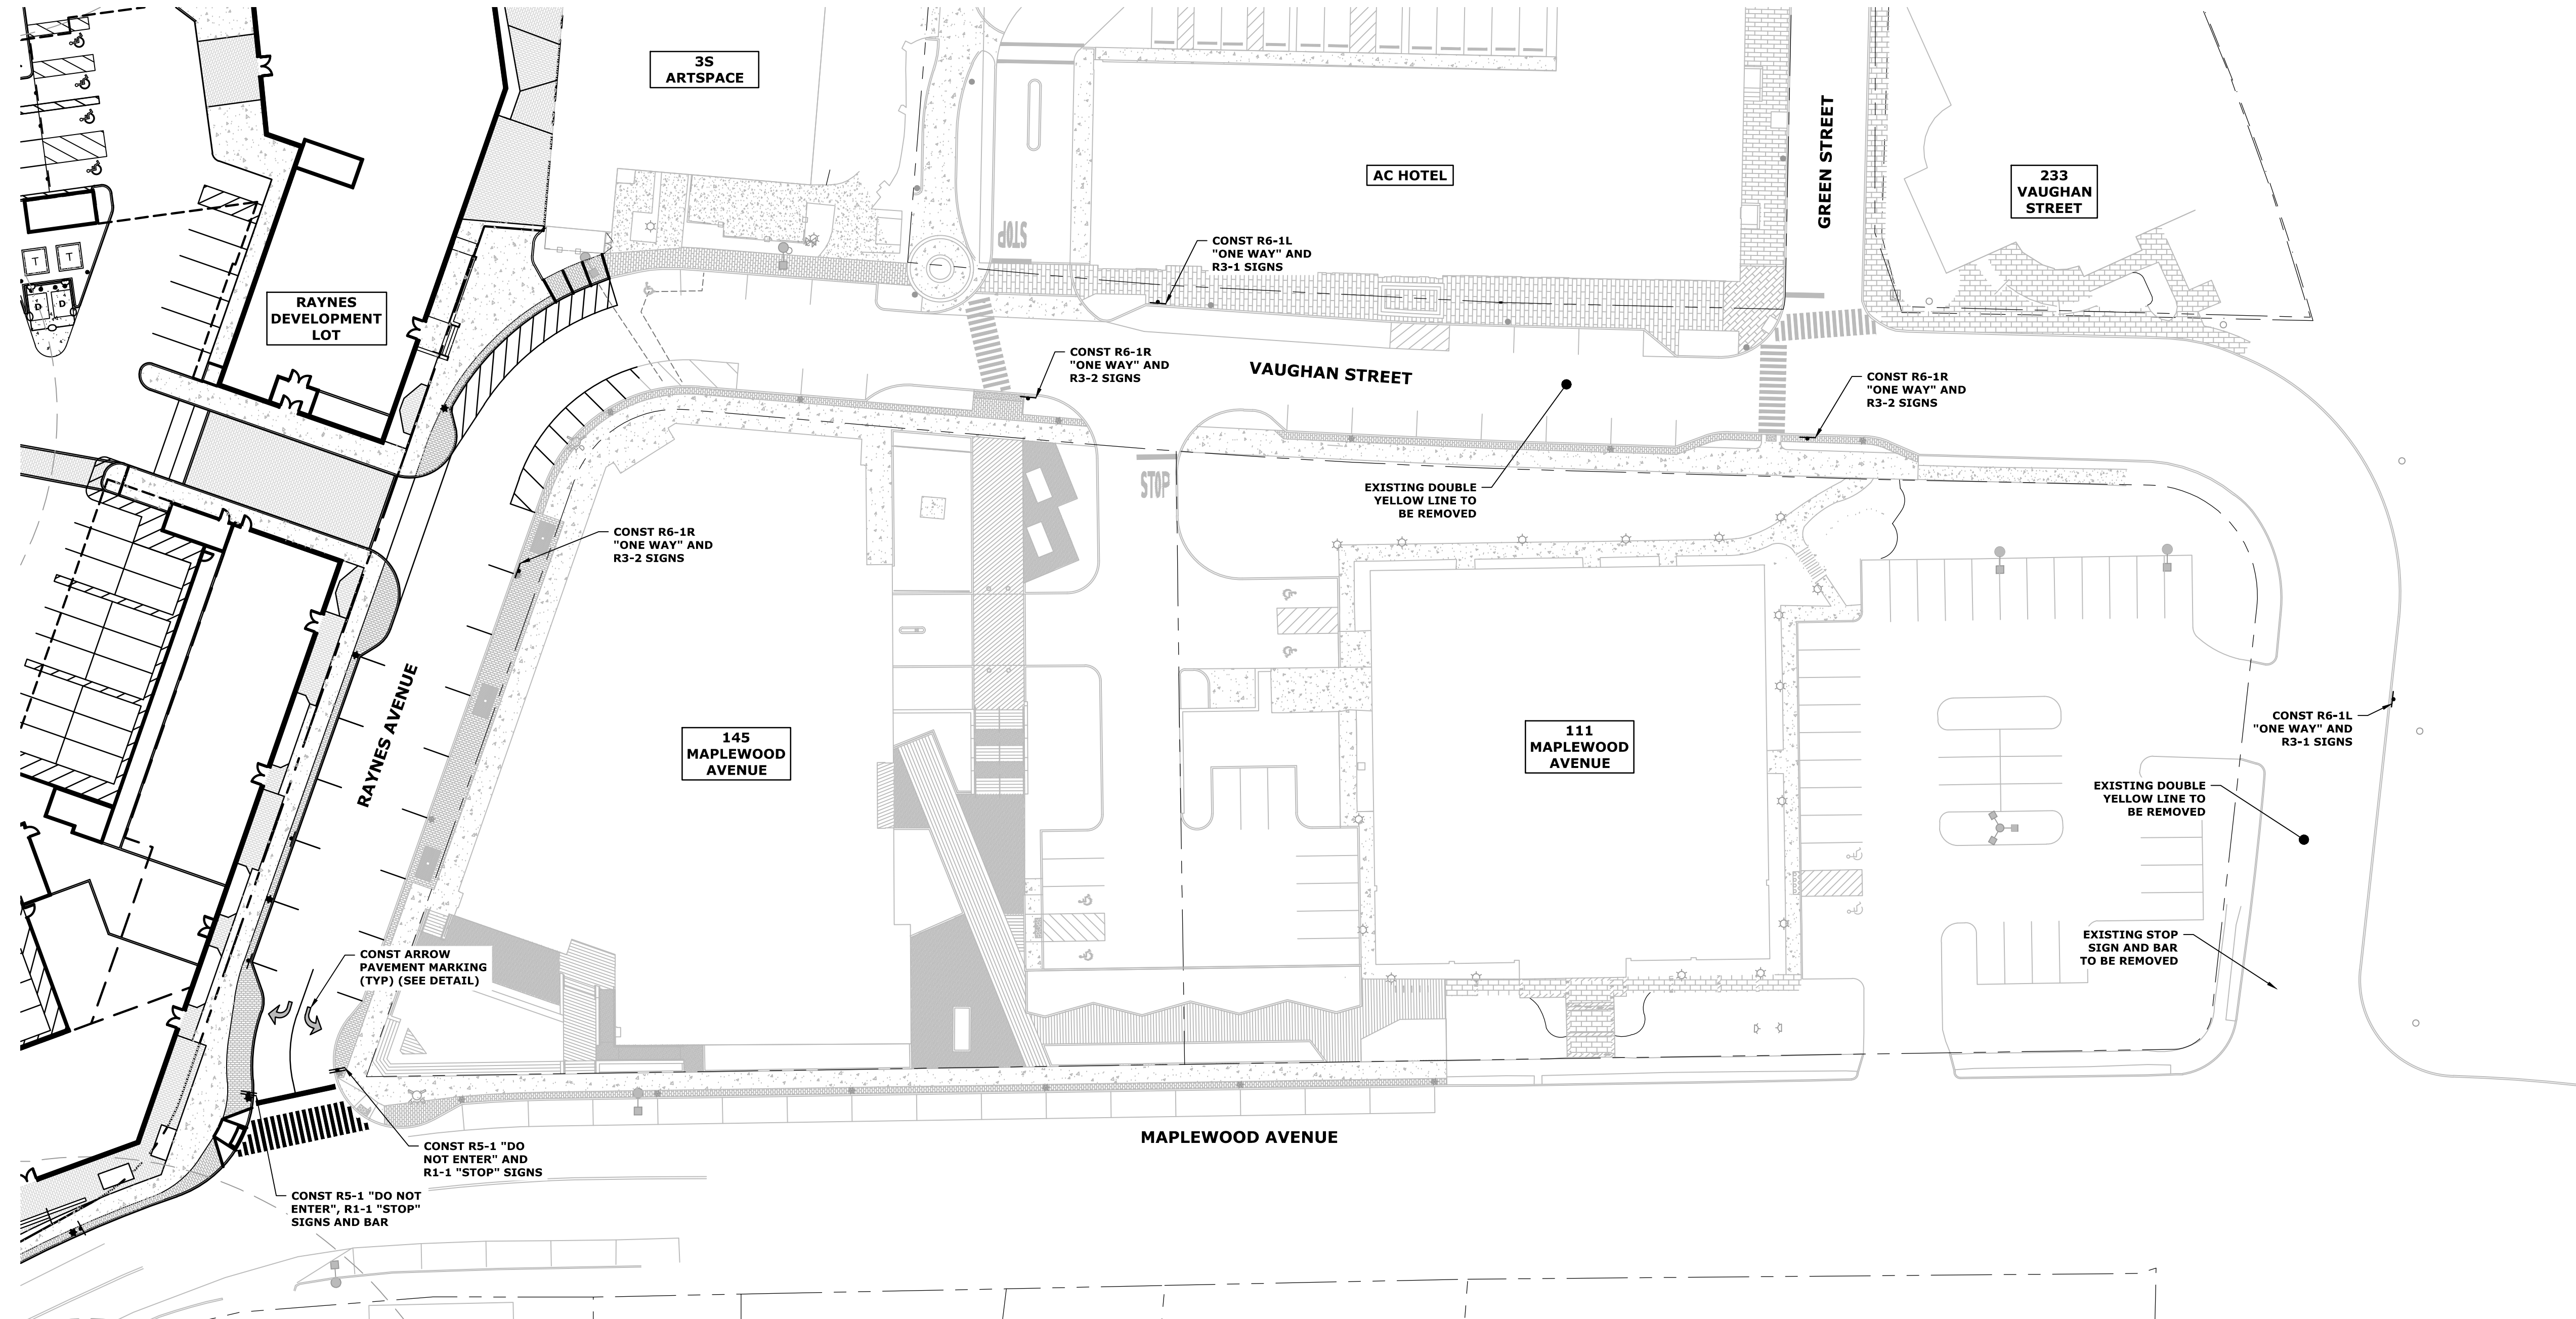 3S
ARTSPACE
AC HOTEL
GREEN STREET
233
VAUGHAN
STREET
STOP
CONST R6-1L
"ONE WAY" AND
R3-1 SIGNS
T
T
D
D
RAYNES
DEVELOPMENT
LOT
CONST R6-1R
"ONE WAY" AND
R3-2 SIGNS
VAUGHAN STREET
CONST R6-1R
"ONE WAY" AND
R3-2 SIGNS
STOP
EXISTING DOUBLE
YELLOW LINE TO
BE REMOVED
CONST R6-1R
"ONE WAY" AND
R3-2 SIGNS
RAYNES AVENUE
145
MAPLEWOOD
AVENUE
111
MAPLEWOOD
AVENUE
CONST R6-1L
"ONE WAY" AND
R3-1 SIGNS
EXISTING DOUBLE
YELLOW LINE TO
BE REMOVED
EXISTING STOP
SIGN AND BAR
TO BE REMOVED
CONST ARROW
PAVEMENT MARKING
(TYP) (SEE DETAIL)
MAPLEWOOD AVENUE
CONST R5-1 "DO
NOT ENTER" AND
R1-1 "STOP" SIGNS
CONST R5-1 "DO NOT
ENTER", R1-1 "STOP"
SIGNS AND BAR